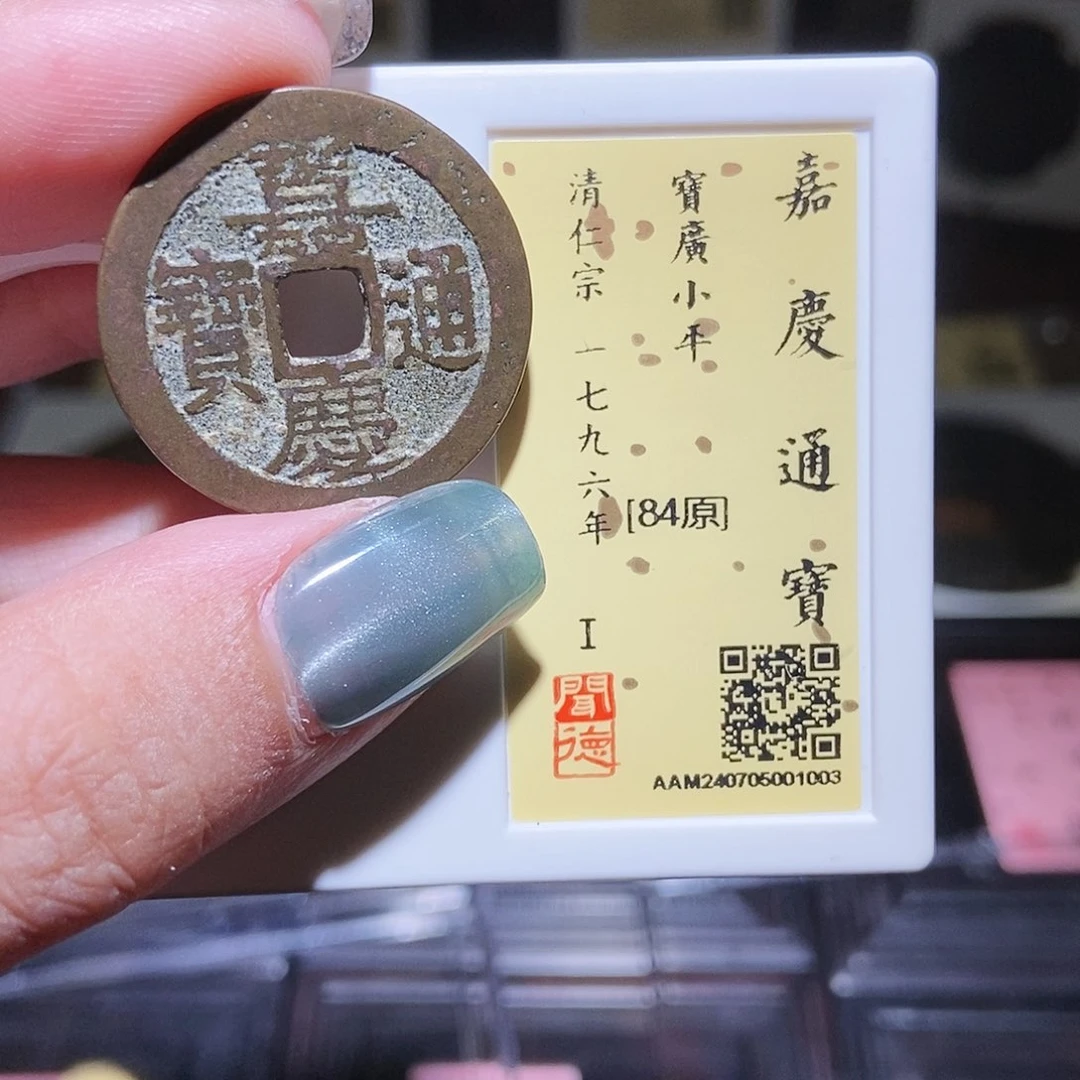 嘉慶通寶
嘉慶通寶
寶廣小平
[84原]
清仁宗 一七九六年 I
聞德
AAM240705001003